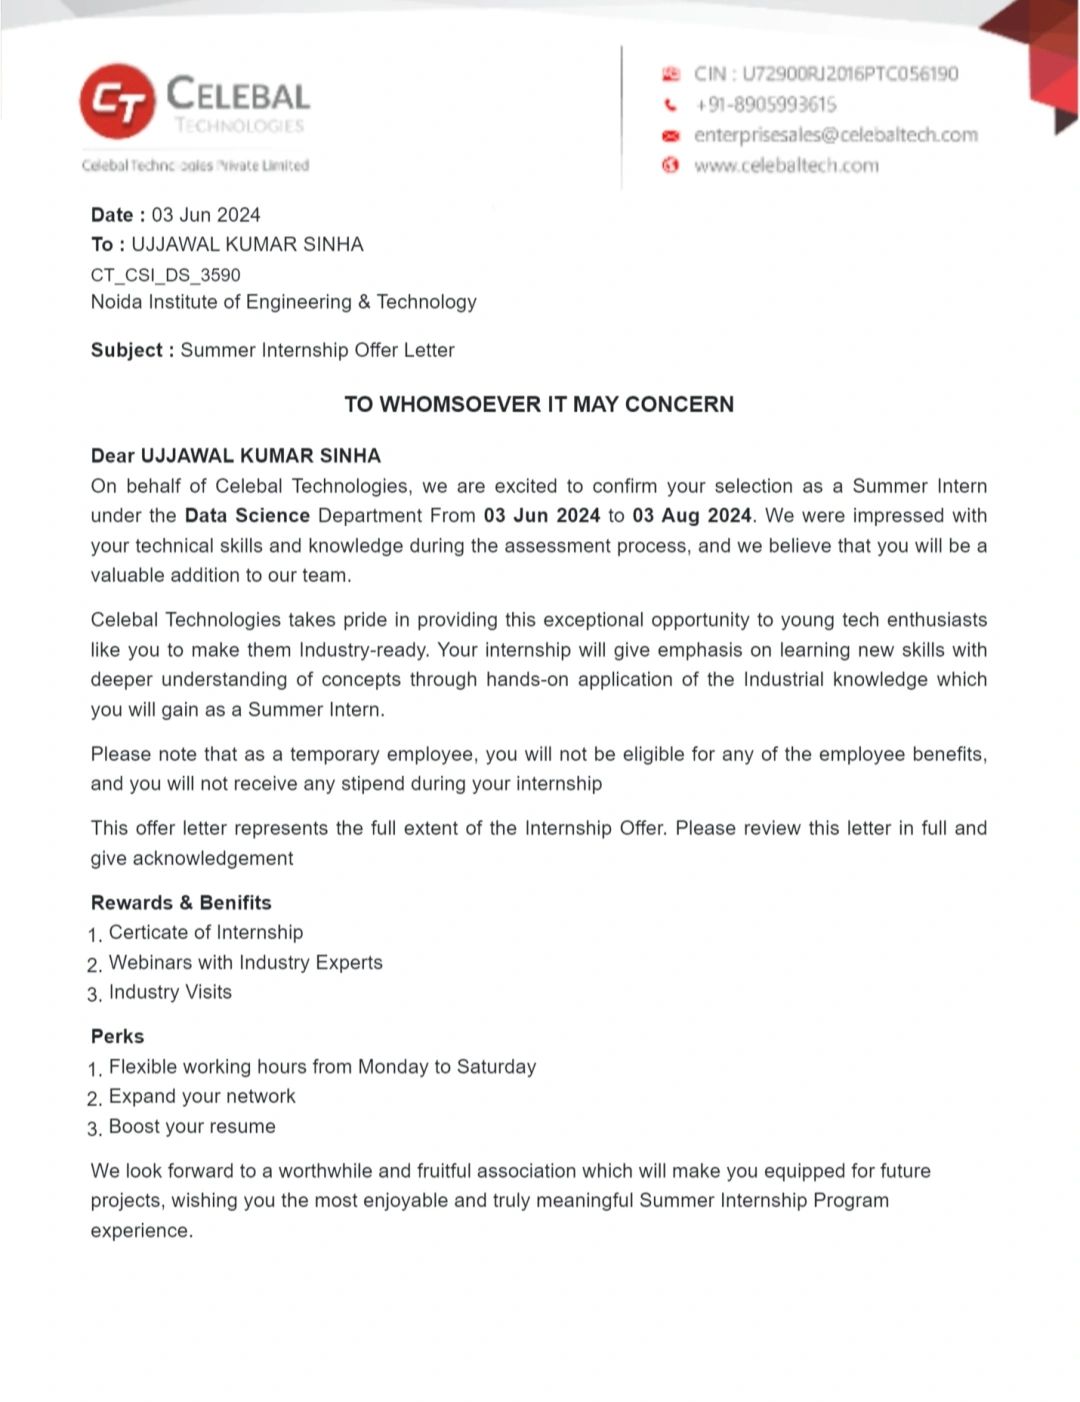 CT CELEBAL
TECHNOLOGIES
Celebal Technologies Private Limited
CIN : U72900RJ2016PTC056190
+91-8905993615
enterprisesales@celebaltech.com
www.celebaltech.com
Date : 03 Jun 2024
To : UJJAWAL KUMAR SINHA
CT_CSI_DS_3590
Noida Institute of Engineering & Technology
Subject : Summer Internship Offer Letter
TO WHOMSOEVER IT MAY CONCERN
Dear UJJAWAL KUMAR SINHA
On behalf of Celebal Technologies, we are excited to confirm your selection as a Summer Intern
under the Data Science Department From 03 Jun 2024 to 03 Aug 2024. We were impressed with
your technical skills and knowledge during the assessment process, and we believe that you will be a
valuable addition to our team.
Celebal Technologies takes pride in providing this exceptional opportunity to young tech enthusiasts
like you to make them Industry-ready. Your internship will give emphasis on learning new skills with
deeper understanding of concepts through hands-on application of the Industrial knowledge which
you will gain as a Summer Intern.
Please note that as a temporary employee, you will not be eligible for any of the employee benefits,
and you will not receive any stipend during your internship
This offer letter represents the full extent of the Internship Offer. Please review this letter in full and
give acknowledgement
Rewards & Benifits
1. Certicate of Internship
2. Webinars with Industry Experts
3. Industry Visits
Perks
1. Flexible working hours from Monday to Saturday
2. Expand your network
3. Boost your resume
We look forward to a worthwhile and fruitful association which will make you equipped for future
projects, wishing you the most enjoyable and truly meaningful Summer Internship Program
experience.